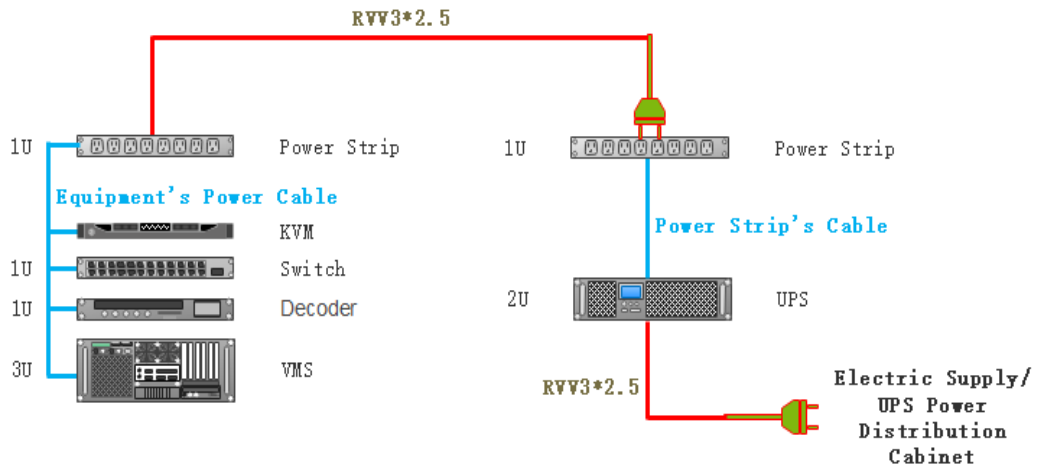 RVV3*2.5
1U
Power Strip
1U
Power Strip
Equipment's Power Cable
Power Strip's Cable
KVM
1U
Switch
1U
Decoder
2U
UPS
3U
VMS
RVV3*2.5
Electric Supply/
UPS Power
Distribution
Cabinet